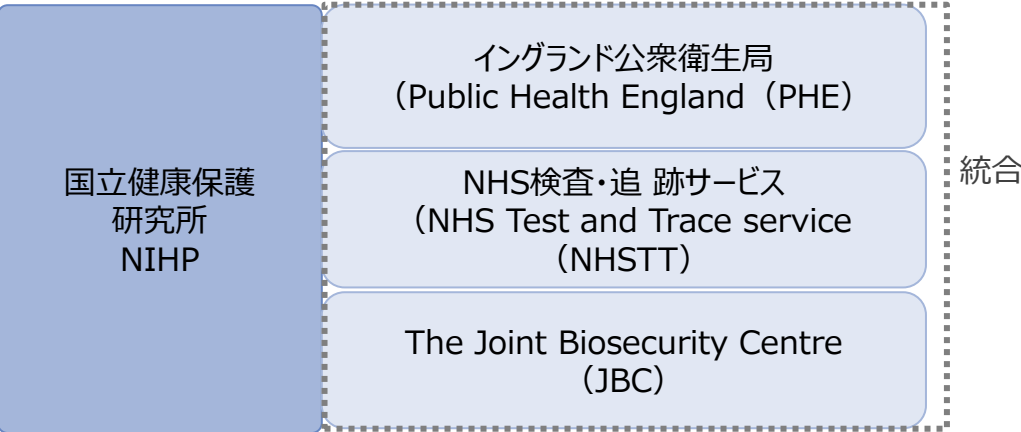 国立健康保護
研究所
NIHP
イングランド公衆衛生局
（Public Health England（PHE）
NHS検査・追 跡サービス
（NHS Test and Trace service
（NHSTT）
The Joint Biosecurity Centre
（JBC）
統合